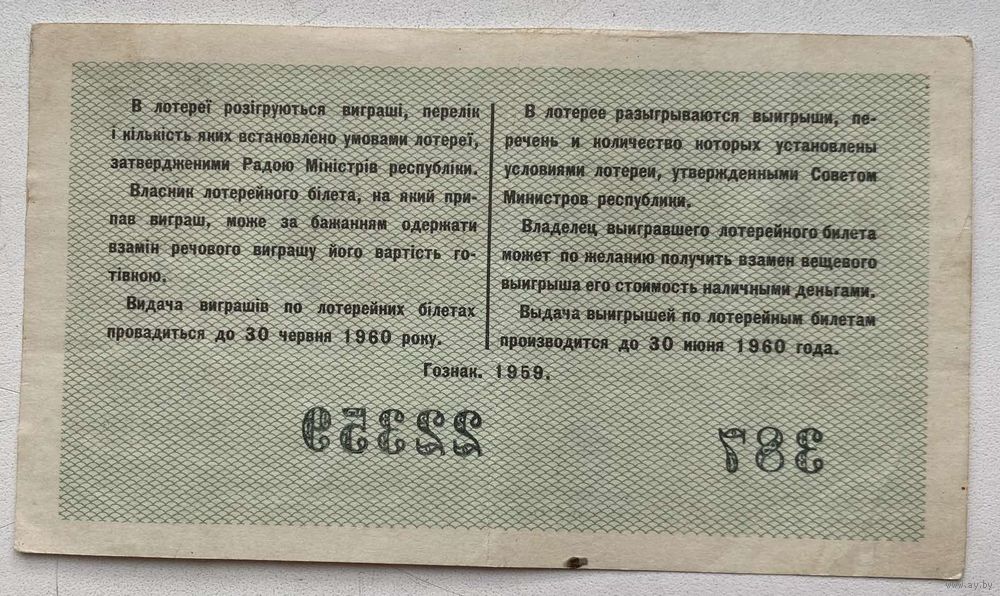 В лотереї розігруються виграші, перелік
і кількість яких встановлено умовами лотереї,
затвердженими Радою Міністрів республіки.
Власник лотерейного білета, на який при-
пав виграш, може за бажанням одержати
взамін речового виграшу його вартість го-
тівкою.
Видача виграшів по лотерейних білетах
провадиться до 30 червня 1960 року.
В лотерее разыгрываются выигрыши, пе-
речень и количество которых установлены
условиями лотереи, утвержденными Советом
Министров республики.
Владелец выигравшего лотерейного билета
может по желанию получить взамен вещевого
выигрыша его стоимость наличными деньгами.
Выдача выигрышей по лотерейным билетам
производится до 30 июня 1960 года.
Гознак. 1959.
22359
387
www.ay.by